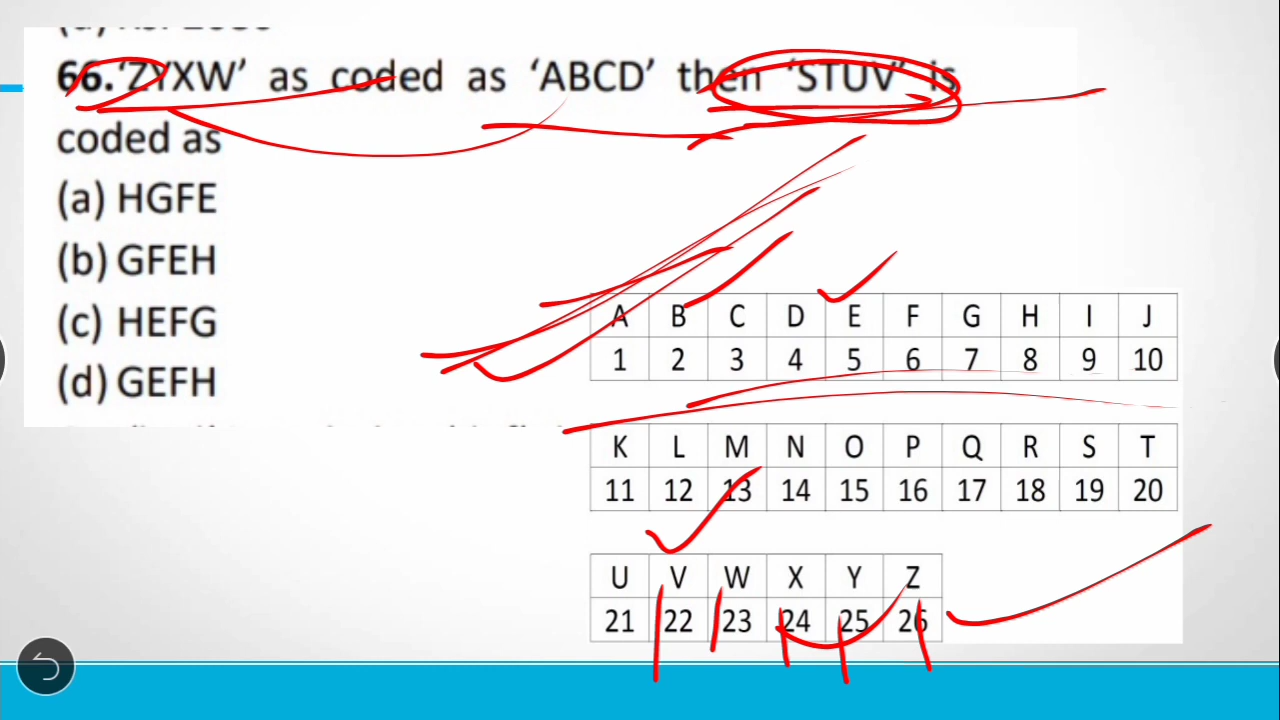 66. ‘ZYXW’ as coded as ‘ABCD’ then ‘STUV’ is
coded as
(a) HGFE
(b) GFEH
(c) HEFG
(d) GEFH
A B C D E F G H I J
1 2 3 4 5 6 7 8 9 10
K L M N O P Q R S T
11 12 13 14 15 16 17 18 19 20
U V W X Y Z
21 22 23 24 25 26